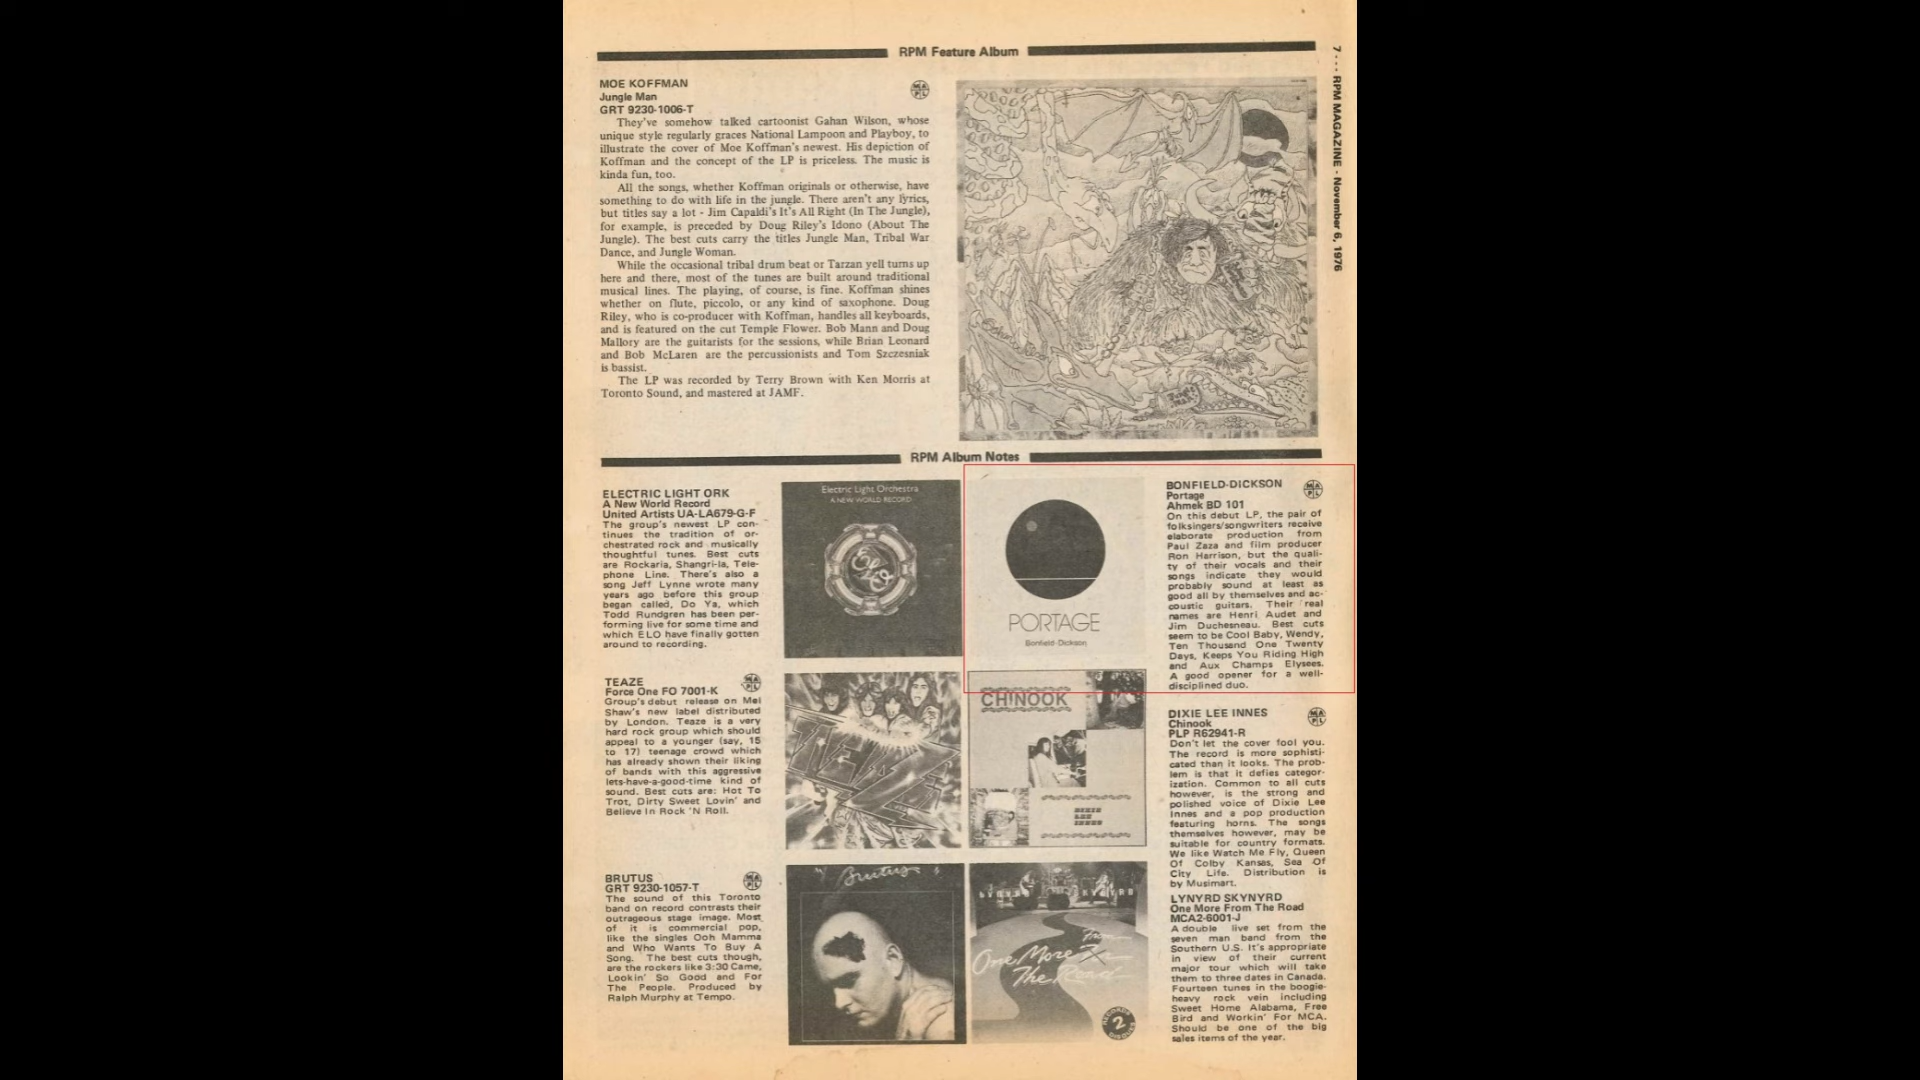 RPM Feature Album
7 - - - RPM MAGAZINE - November 6, 1976
MOE KOFFMAN
Jungle Man
GRT 9230-1006-T
They've somehow talked cartoonist Gahan Wilson, whose
unique style regularly graces National Lampoon and Playboy, to
illustrate the cover of Moe Koffman's newest. His depiction of
Koffman and the concept of the LP is priceless. The music is
kinda fun, too.
All the songs, whether Koffman originals or otherwise, have
something to do with life in the jungle. There aren't any lyrics,
but titles say a lot - Jim Capaldi's It's All Right (In The Jungle),
for example, is preceded by Doug Riley's Idono (About The
Jungle). The best cuts carry the titles Jungle Man, Tribal War
Dance, and Jungle Woman.
While the occasional tribal drum beat or Tarzan yell turns up
here and there, most of the tunes are built around traditional
musical lines. The playing, of course, is fine. Koffman shines
whether on flute, piccolo, or any kind of saxophone. Doug
Riley, who is co-producer with Koffman, handles all keyboards,
and is featured on the cut Temple Flower. Bob Mann and Doug
Mallory are the guitarists for the sessions, while Brian Leonard
and Bob McLaren are the percussionists and Tom Szczesniak
is bassist.
The LP was recorded by Terry Brown with Ken Morris at
Toronto Sound, and mastered at JAMF.
RPM Album Notes
ELECTRIC LIGHT ORK
A New World Record
United Artists UA-LA679-G-F
The group's newest LP con-
tinues the tradition of or-
chestrated rock and musically
thoughtful tunes. Best cuts
are Rockaria, Shangri-la, Tele-
phone Line. There's also a
song Jeff Lynne wrote many
years ago before this group
began called, Do Ya, which
Todd Rundgren has been per-
forming live for some time and
which ELO have finally gotten
around to recording.
Electric Light Orchestra
A NEW WORLD RECORD
ELO
TEAZE
Force One FO 7001-K
Group's debut release on Mel
Shaw's new label distributed
by London. Teaze is a very
hard rock group which should
appeal to a younger (say, 15
to 17) teenage crowd which
has already shown their liking
of bands with this aggressive
lets-have-a-good-time kind of
sound. Best cuts are: Hot To
Trot, Dirty Sweet Lovin' and
Believe In Rock 'N Roll.
TEAZE
BRUTUS
GRT 9230-1057-T
The sound of this Toronto
band on record contrasts their
outrageous stage image. Most
of it is commercial pop,
like the singles Ooh Mamma
and Who Wants To Buy A
Song. The best cuts though,
are the rockers like 3:30 Came,
Lookin' So Good and For
The People. Produced by
Ralph Murphy at Tempo.
Brutus
PORTAGE
Bonfield-Dickson
BONFIELD-DICKSON
Portage
Ahmek BD 101
On this debut LP, the pair of
folksingers/songwriters receive
elaborate production from
Paul Zaza and film producer
Ron Harrison, but the quali-
ty of their vocals and their
songs indicate they would
probably sound at least as
good all by themselves and ac-
coustic guitars. Their real
names are Henri Audet and
Jim Duchesneau. Best cuts
seem to be Cool Baby, Wendy,
Ten Thousand One Twenty
Days, Keeps You Riding High
and Aux Champs Elysees.
A good opener for a well-
disciplined duo.
CHINOOK
DIXIE
LEE
INNES
DIXIE LEE INNES
Chinook
PLP R62941-R
Don't let the cover fool you.
The record is more sophisti-
cated than it looks. The prob-
lem is that it defies categor-
ization. Common to all cuts
however, is the strong and
polished voice of Dixie Lee
Innes and a pop production
featuring horns. The songs
themselves however, may be
suitable for country formats.
We like Watch Me Fly, Queen
Of Colby Kansas, Sea Of
City Life. Distribution is
by Musimart.
One More From
The Road
2
LYNYRD SKYNYRD
One More From The Road
MCA2-6001-J
A double live set from the
seven man band from the
Southern U.S. It's appropriate
in view of their current
major tour which will take
them to three dates in Canada.
Fourteen tunes in the boogie-
heavy rock vein including
Sweet Home Alabama, Free
Bird and Workin' For MCA.
Should be one of the big
sales items of the year.